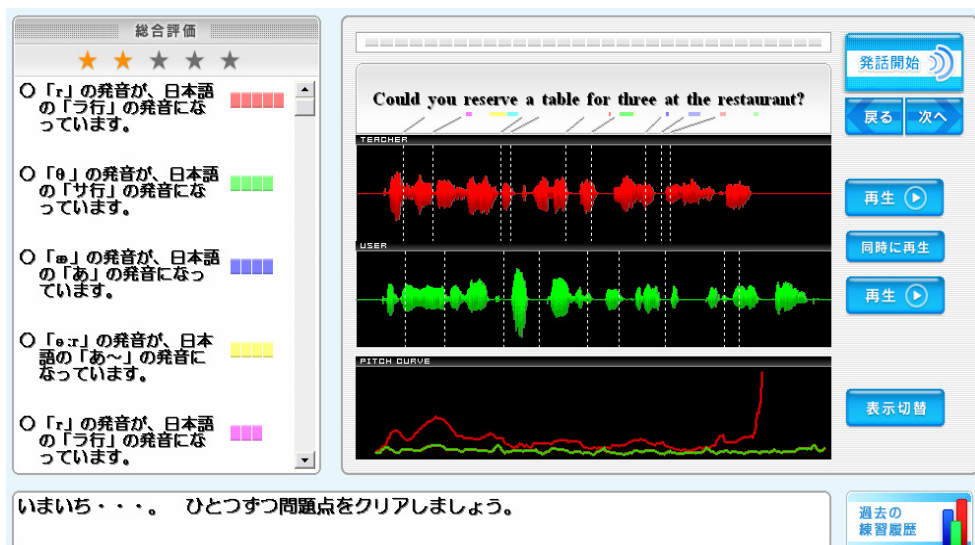 総合評価
○「r」の発音が、日本語
の「ラ行」の発音にな
っています。
○「θ」の発音が、日本語
の「サ行」の発音にな
っています。
○「æ」の発音が、日本語
の「あ」の発音になっ
ています。
○「ə:r」の発音が、日本
語の「あ～」の発音に
なっています。
○「r」の発音が、日本語
の「ラ行」の発音にな
っています。
Could you reserve a table for three at the restaurant?
TEACHER
USER
PITCH CURVE
発話開始
戻る 次へ
再生
同時に再生
再生
表示切替
いまいち・・・。 ひとつずつ問題点をクリアしましょう。
過去の
練習履歴